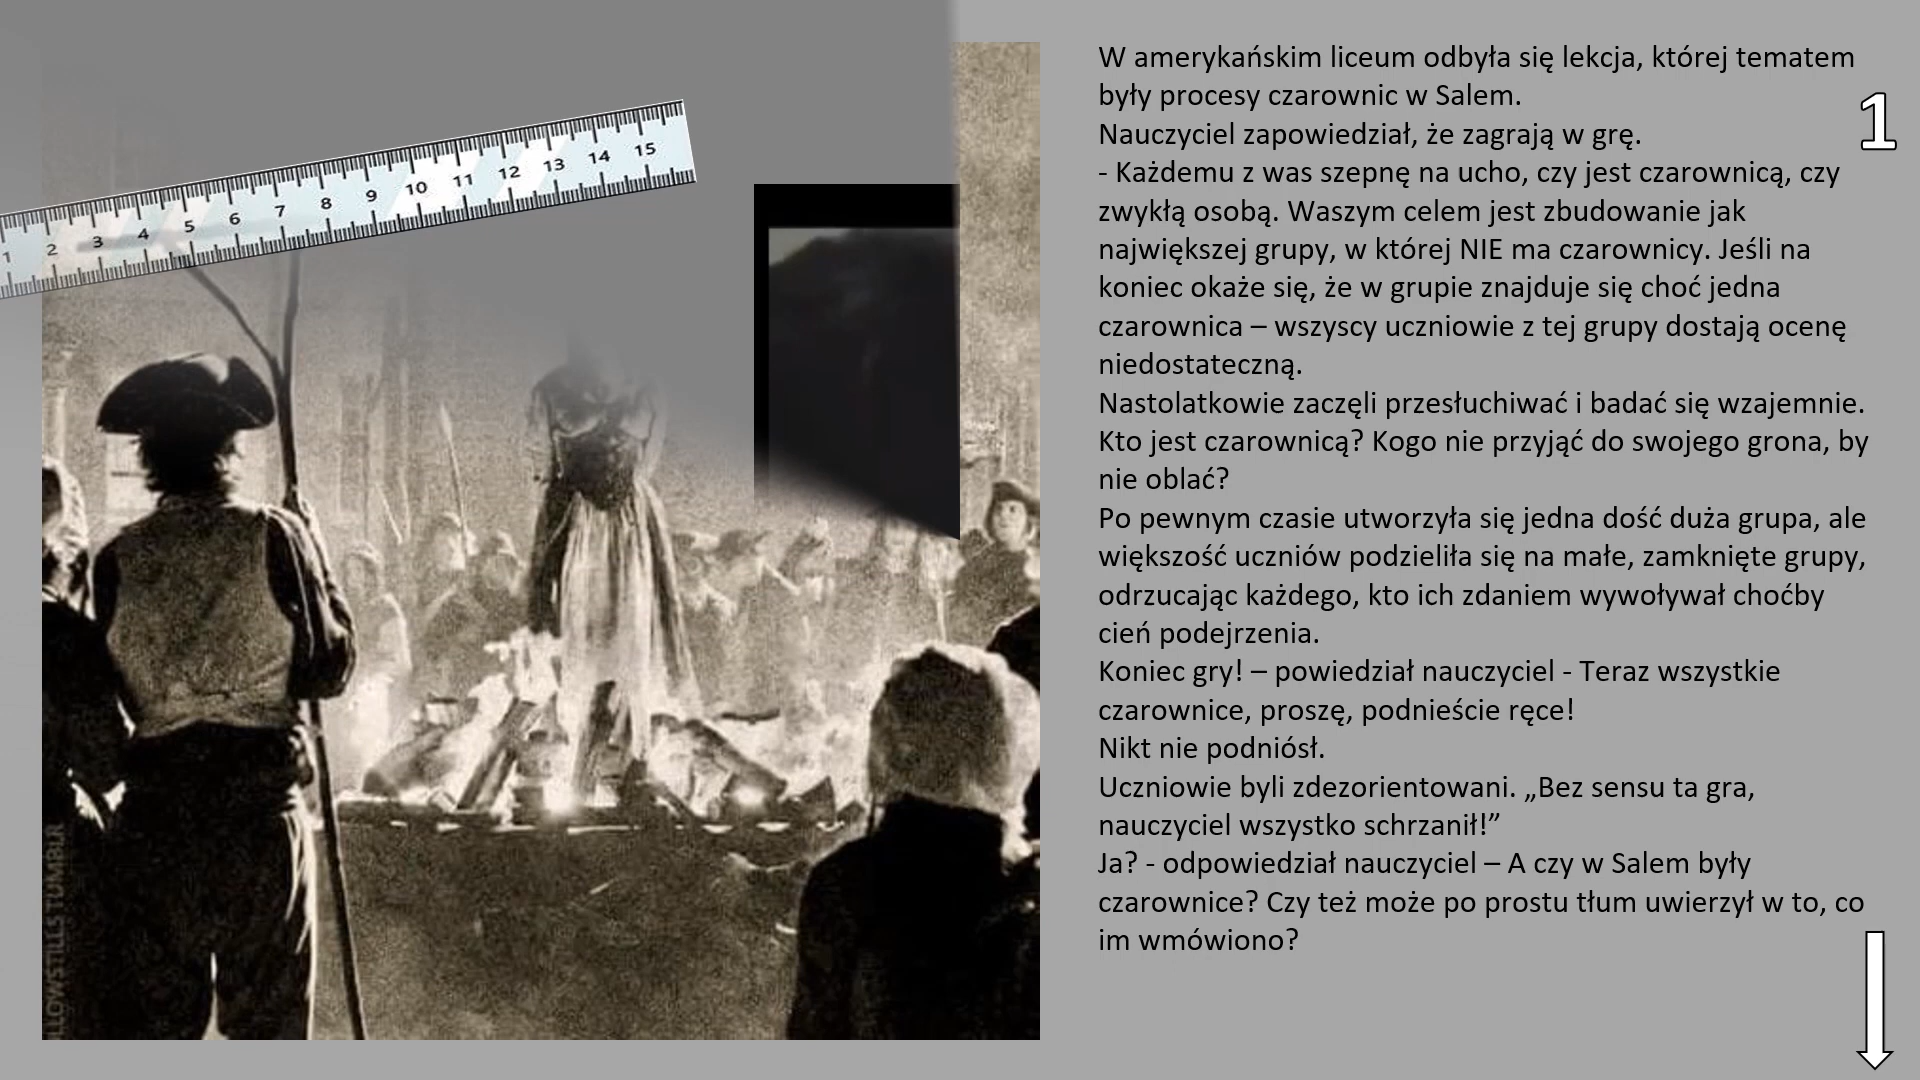 W amerykańskim liceum odbyła się lekcja, której tematem
były procesy czarownic w Salem.
Nauczyciel zapowiedział, że zagrają w grę.
- Każdemu z was szepnę na ucho, czy jest czarownicą, czy
zwykłą osobą. Waszym celem jest zbudowanie jak
największej grupy, w której NIE ma czarownicy. Jeśli na
koniec okaże się, że w grupie znajduje się choć jedna
czarownica – wszyscy uczniowie z tej grupy dostają ocenę
niedostateczną.
Nastolatkowie zaczęli przesłuchiwać i badać się wzajemnie.
Kto jest czarownicą? Kogo nie przyjąć do swojego grona, by
nie oblać?
Po pewnym czasie utworzyła się jedna dość duża grupa, ale
większość uczniów podzieliła się na małe, zamknięte grupy,
odrzucając każdego, kto ich zdaniem wywoływał choćby
cień podejrzenia.
Koniec gry! – powiedział nauczyciel - Teraz wszystkie
czarownice, proszę, podnieście ręce!
Nikt nie podniósł.
Uczniowie byli zdezorientowani. „Bez sensu ta gra,
nauczyciel wszystko schrzanił!”
Ja? - odpowiedział nauczyciel – A czy w Salem były
czarownice? Czy też może po prostu tłum uwierzył w to, co
im wmówiono?
1
1 2 3 4 5 6 7 8 9 10 11 12 13 14 15